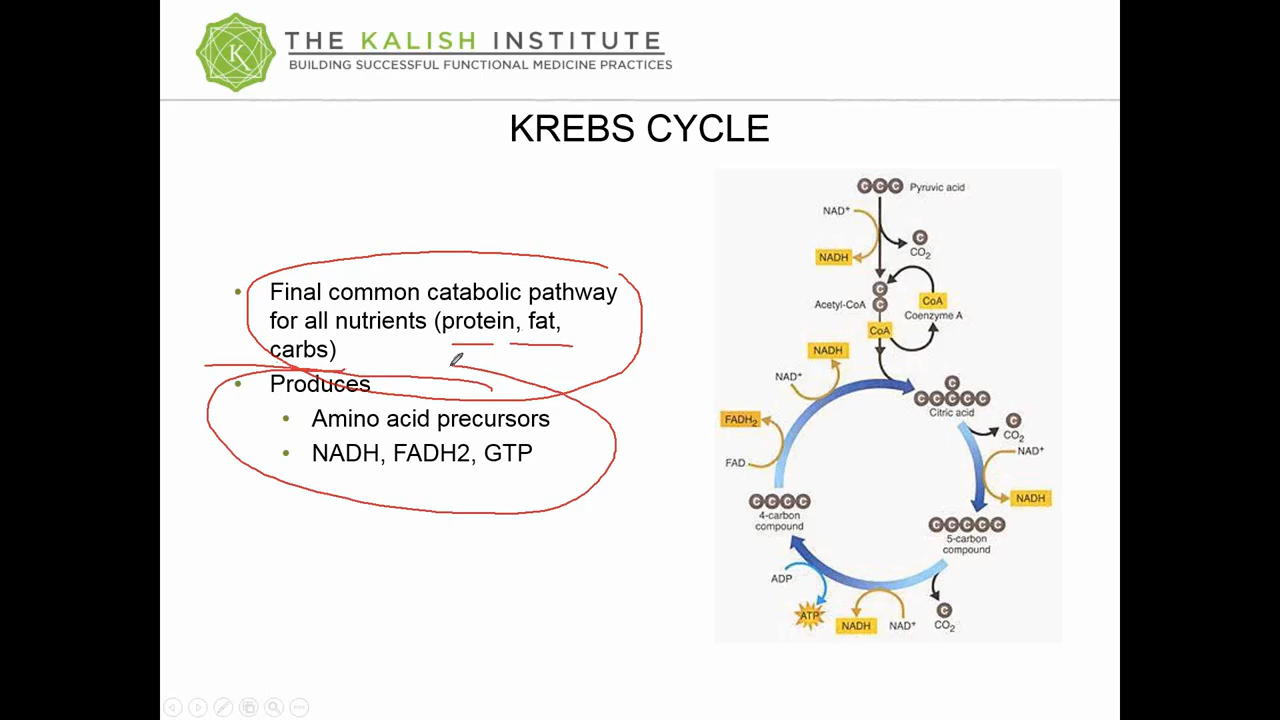 THE KALISH INSTITUTE
BUILDING SUCCESSFUL FUNCTIONAL MEDICINE PRACTICES
KREBS CYCLE
• Final common catabolic pathway
for all nutrients (protein, fat,
carbs)
• Produces
• Amino acid precursors
• NADH, FADH2, GTP
C C C Pyruvic acid
NAD⁺
C
CO₂
NADH
C
Acetyl-CoA
C
CoA
Coenzyme A
CoA
NADH
NAD⁺
C
C C C C C
Citric acid
C
CO₂
NAD⁺
NADH
FADH₂
FAD
C C C C
4-carbon
compound
C C C C C
5-carbon
compound
ADP
ATP
NADH
NAD⁺
C
CO₂
K